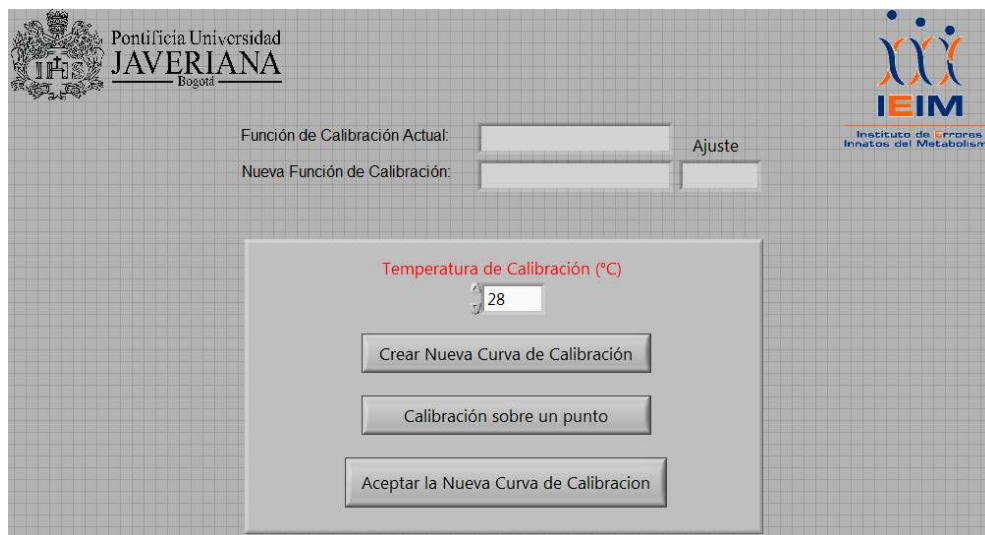 Pontificia Universidad
JAVERIANA
Bogotá
IHS
IEIM
Instituto de Errores
Innatos del Metabolism
Función de Calibración Actual:
Ajuste
Nueva Función de Calibración:
Temperatura de Calibración (ºC)
28
Crear Nueva Curva de Calibración
Calibración sobre un punto
Aceptar la Nueva Curva de Calibracion